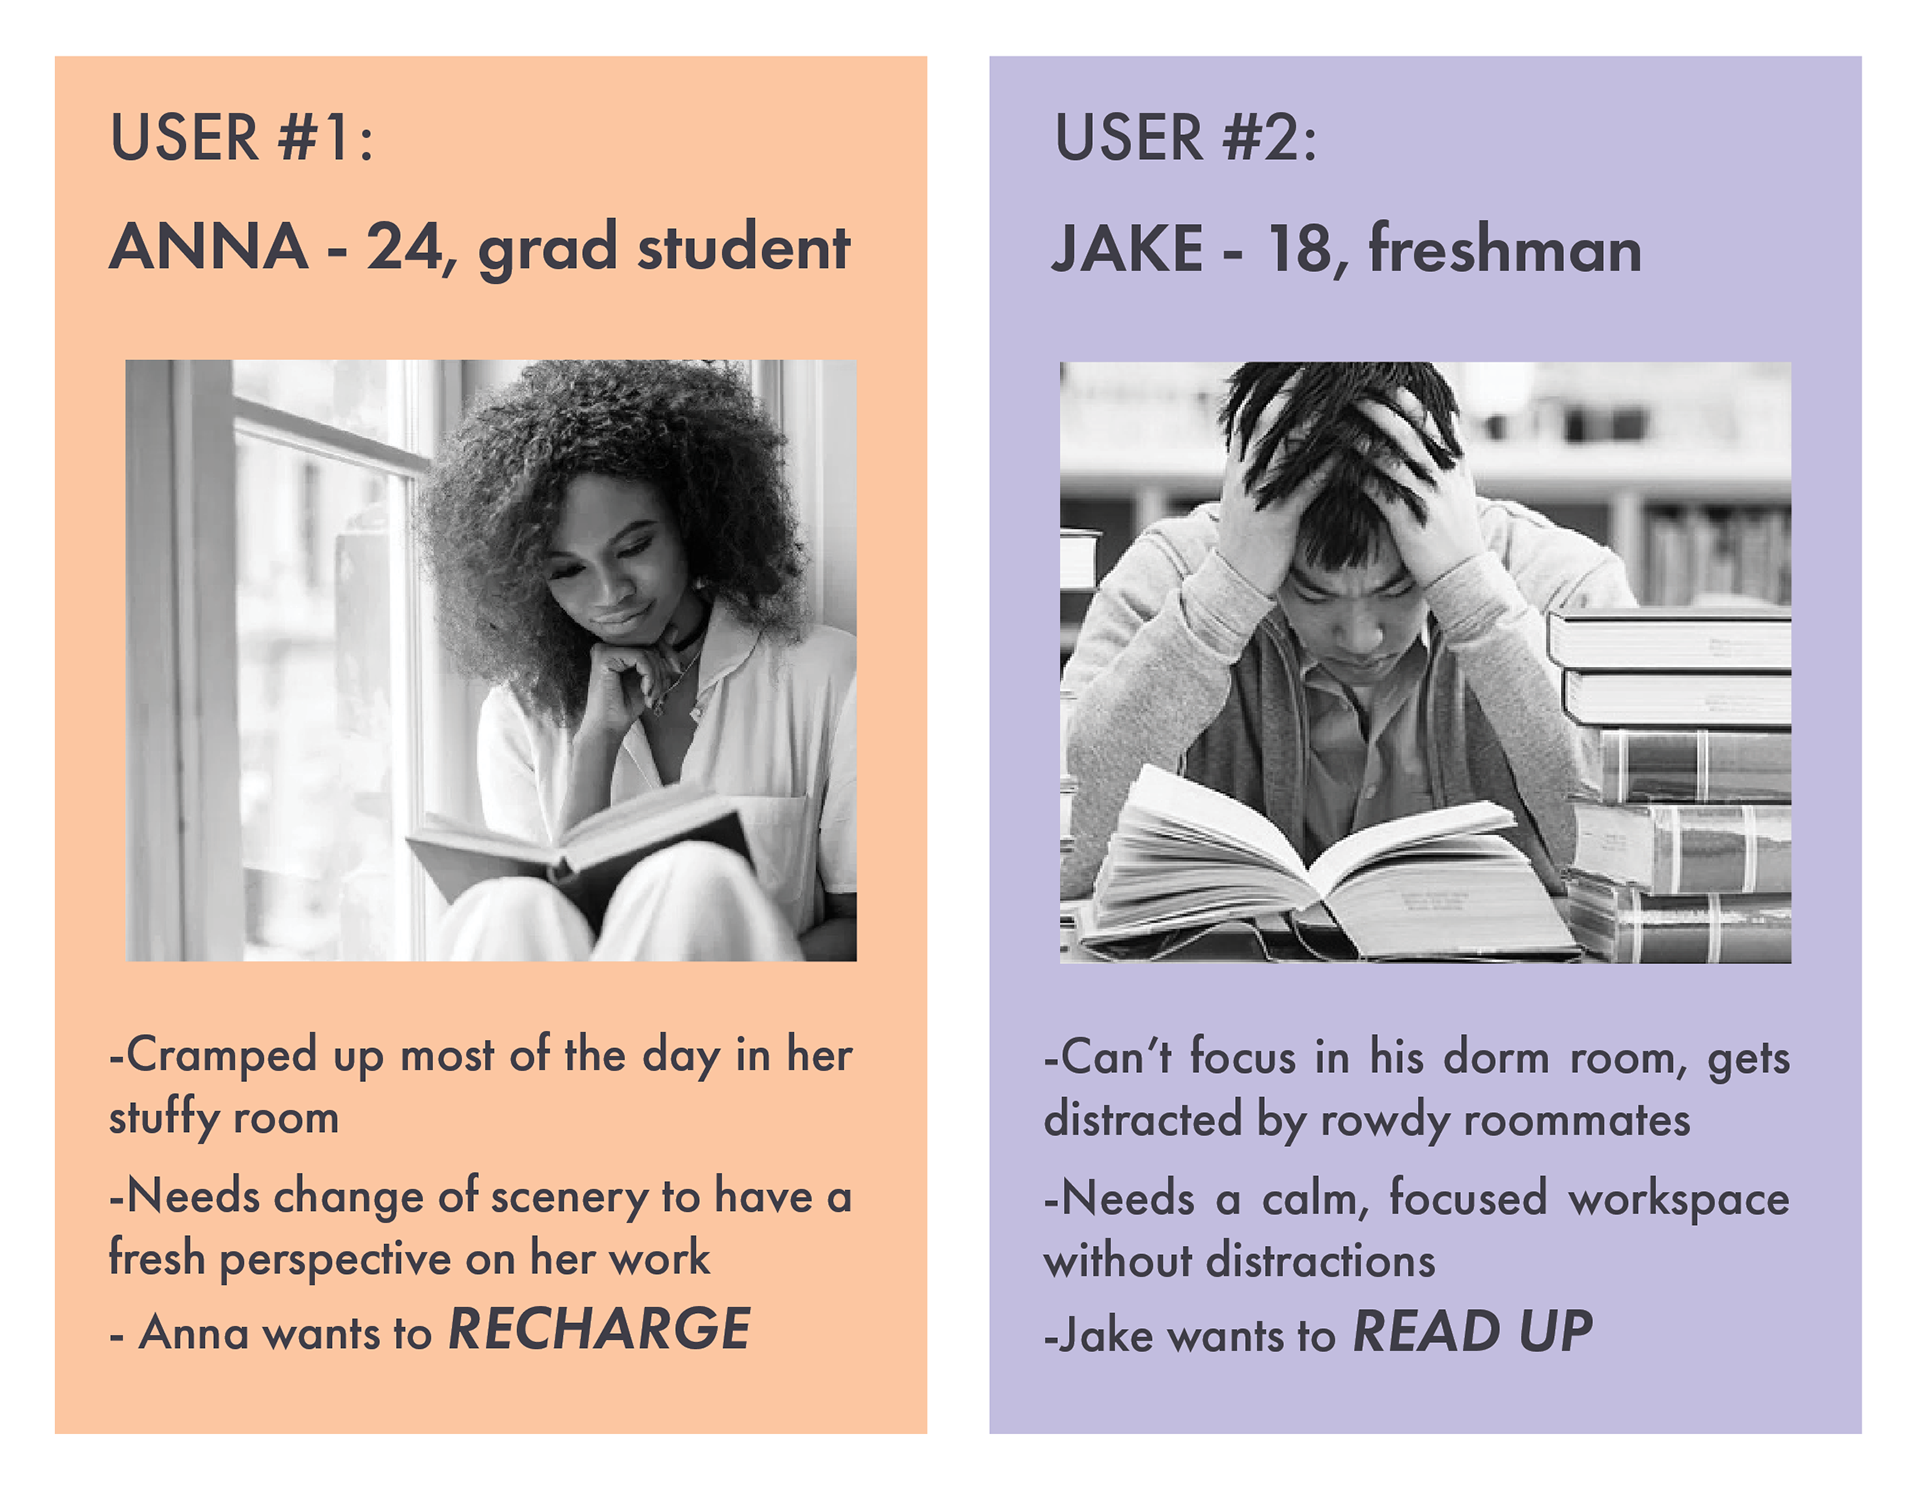 USER #1:
ANNA - 24, grad student
-Cramped up most of the day in her
stuffy room
-Needs change of scenery to have a
fresh perspective on her work
- Anna wants to RECHARGE
USER #2:
JAKE - 18, freshman
-Can’t focus in his dorm room, gets
distracted by rowdy roommates
-Needs a calm, focused workspace
without distractions
-Jake wants to READ UP